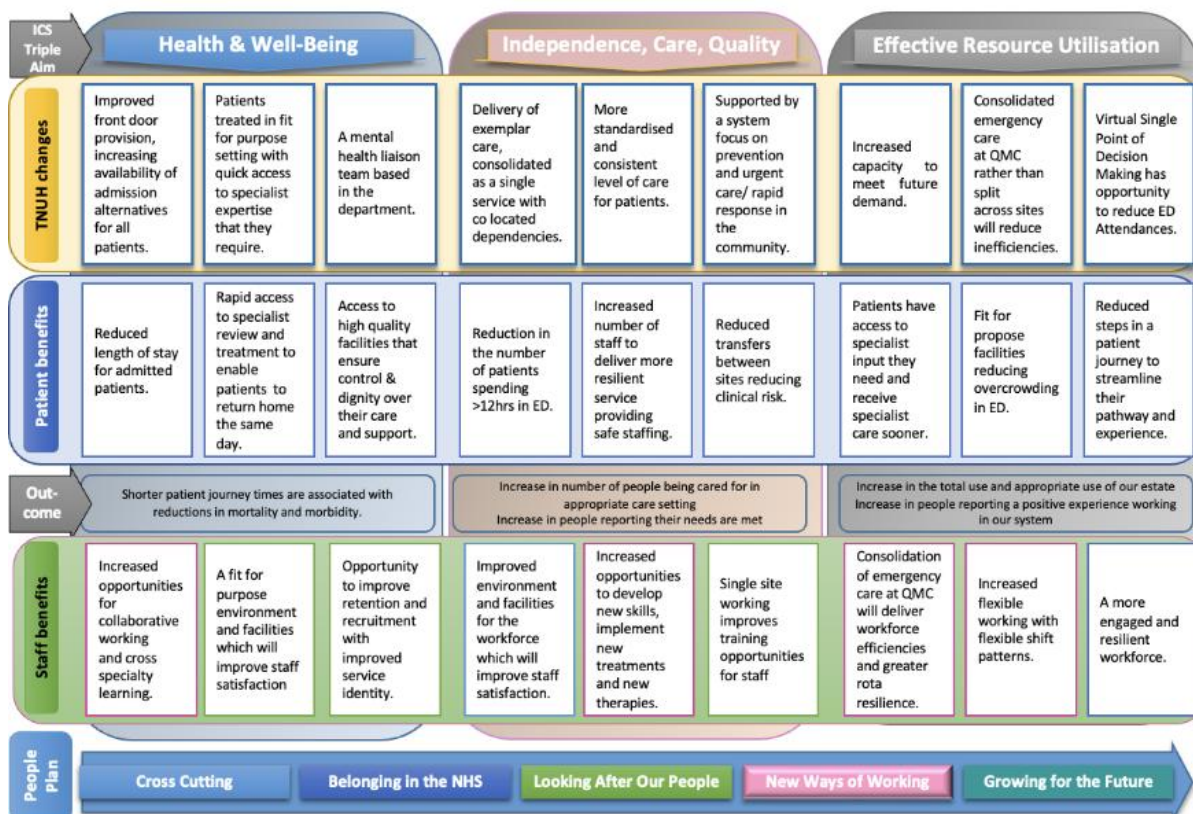 ICS
Triple
Aim
Health & Well-Being
Independence, Care, Quality
Effective Resource Utilisation
TNUH changes
Improved
front door
provision,
increasing
availability of
admission
alternatives
for all
patients.
Patients
treated in fit
for purpose
setting with
quick access
to specialist
expertise
that they
require.
A mental
health liaison
team based
in the
department.
Delivery of
exemplar
care,
consolidated
as a single
service with
co located
dependencies.
More
standardised
and
consistent
level of care
for patients.
Supported by
a system
focus on
prevention
and urgent
care/ rapid
response in
the
community.
Increased
capacity to
meet future
demand.
Consolidated
emergency
care
at QMC
rather than
split
across sites
will reduce
inefficiencies.
Virtual Single
Point of
Decision
Making has
opportunity
to reduce ED
Attendances.
Patient benefits
Reduced
length of stay
for admitted
patients.
Rapid access
to specialist
review and
treatment to
enable
patients to
return home
the same
day.
Access to
high quality
facilities that
ensure
control &
dignity over
their care
and support.
Reduction in
the number
of patients
spending
>12hrs in ED.
Increased
number of
staff to
deliver more
resilient
service
providing
safe staffing.
Reduced
transfers
between
sites reducing
clinical risk.
Patients have
access to
specialist
input they
need and
receive
specialist
care sooner.
Fit for
propose
facilities
reducing
overcrowding
in ED.
Reduced
steps in a
patient
journey to
streamline
their
pathway and
experience.
Out-
come
Shorter patient journey times are associated with
reductions in mortality and morbidity.
Increase in number of people being cared for in
appropriate care setting
Increase in people reporting their needs are met
Increase in the total use and appropriate use of our estate
Increase in people reporting a positive experience working
in our system
Staff benefits
Increased
opportunities
for
collaborative
working
and cross
specialty
learning.
A fit for
purpose
environment
and facilities
which will
improve staff
satisfaction
Opportunity
to improve
retention and
recruitment
with
improved
service
identity.
Improved
environment
and facilities
for the
workforce
which will
improve staff
satisfaction.
Increased
opportunities
to develop
new skills,
implement
new
treatments
and new
therapies.
Single site
working
improves
training
opportunities
for staff
Consolidation
of emergency
care at QMC
will deliver
workforce
efficiencies
and greater
rota
resilience.
Increased
flexible
working with
flexible shift
patterns.
A more
engaged and
resilient
workforce.
People
Plan
Cross Cutting
Belonging in the NHS
Looking After Our People
New Ways of Working
Growing for the Future